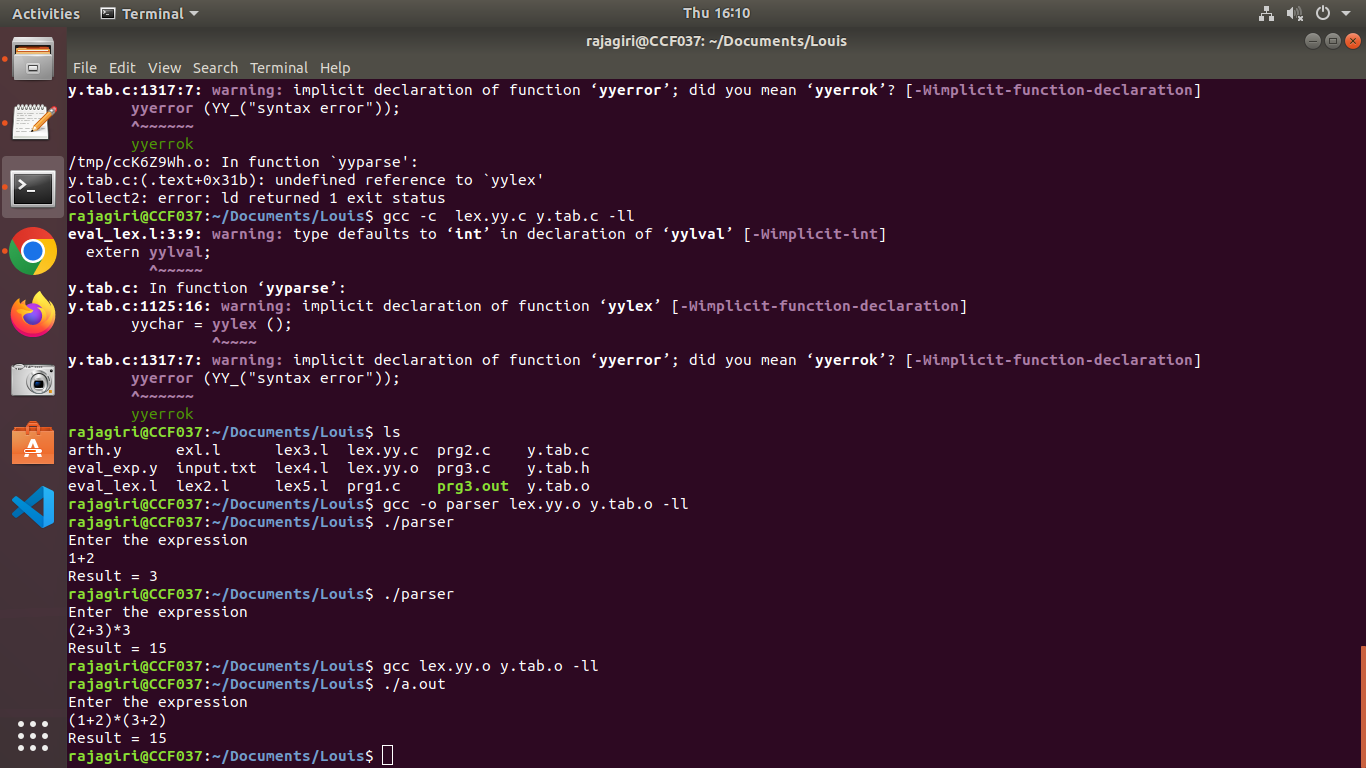 Activities Terminal Thu 16:10
rajagiri@CCF037: ~/Documents/Louis
File Edit View Search Terminal Help
y.tab.c:1317:7: warning: implicit declaration of function ‘yyerror’; did you mean ‘yyerrok’? [-Wimplicit-function-declaration]
       yyerror (YY_("syntax error"));
       ^~~~~~~
       yyerrok
/tmp/ccK6Z9Wh.o: In function `yyparse':
y.tab.c:(.text+0x31b): undefined reference to `yylex'
collect2: error: ld returned 1 exit status
rajagiri@CCF037:~/Documents/Louis$ gcc -c  lex.yy.c y.tab.c -ll
eval_lex.l:3:9: warning: type defaults to ‘int’ in declaration of ‘yylval’ [-Wimplicit-int]
  extern yylval;
         ^~~~~~
y.tab.c: In function ‘yyparse’:
y.tab.c:1125:16: warning: implicit declaration of function ‘yylex’ [-Wimplicit-function-declaration]
       yychar = yylex ();
                ^~~~~
y.tab.c:1317:7: warning: implicit declaration of function ‘yyerror’; did you mean ‘yyerrok’? [-Wimplicit-function-declaration]
       yyerror (YY_("syntax error"));
       ^~~~~~~
       yyerrok
rajagiri@CCF037:~/Documents/Louis$ ls
arth.y      exl.l      lex3.l  lex.yy.c  prg2.c    y.tab.c
eval_exp.y  input.txt  lex4.l  lex.yy.o  prg3.c    y.tab.h
eval_lex.l  lex2.l     lex5.l  prg1.c    prg3.out  y.tab.o
rajagiri@CCF037:~/Documents/Louis$ gcc -o parser lex.yy.o y.tab.o -ll
rajagiri@CCF037:~/Documents/Louis$ ./parser
Enter the expression
1+2
Result = 3
rajagiri@CCF037:~/Documents/Louis$ ./parser
Enter the expression
(2+3)*3
Result = 15
rajagiri@CCF037:~/Documents/Louis$ gcc lex.yy.o y.tab.o -ll
rajagiri@CCF037:~/Documents/Louis$ ./a.out
Enter the expression
(1+2)*(3+2)
Result = 15
rajagiri@CCF037:~/Documents/Louis$